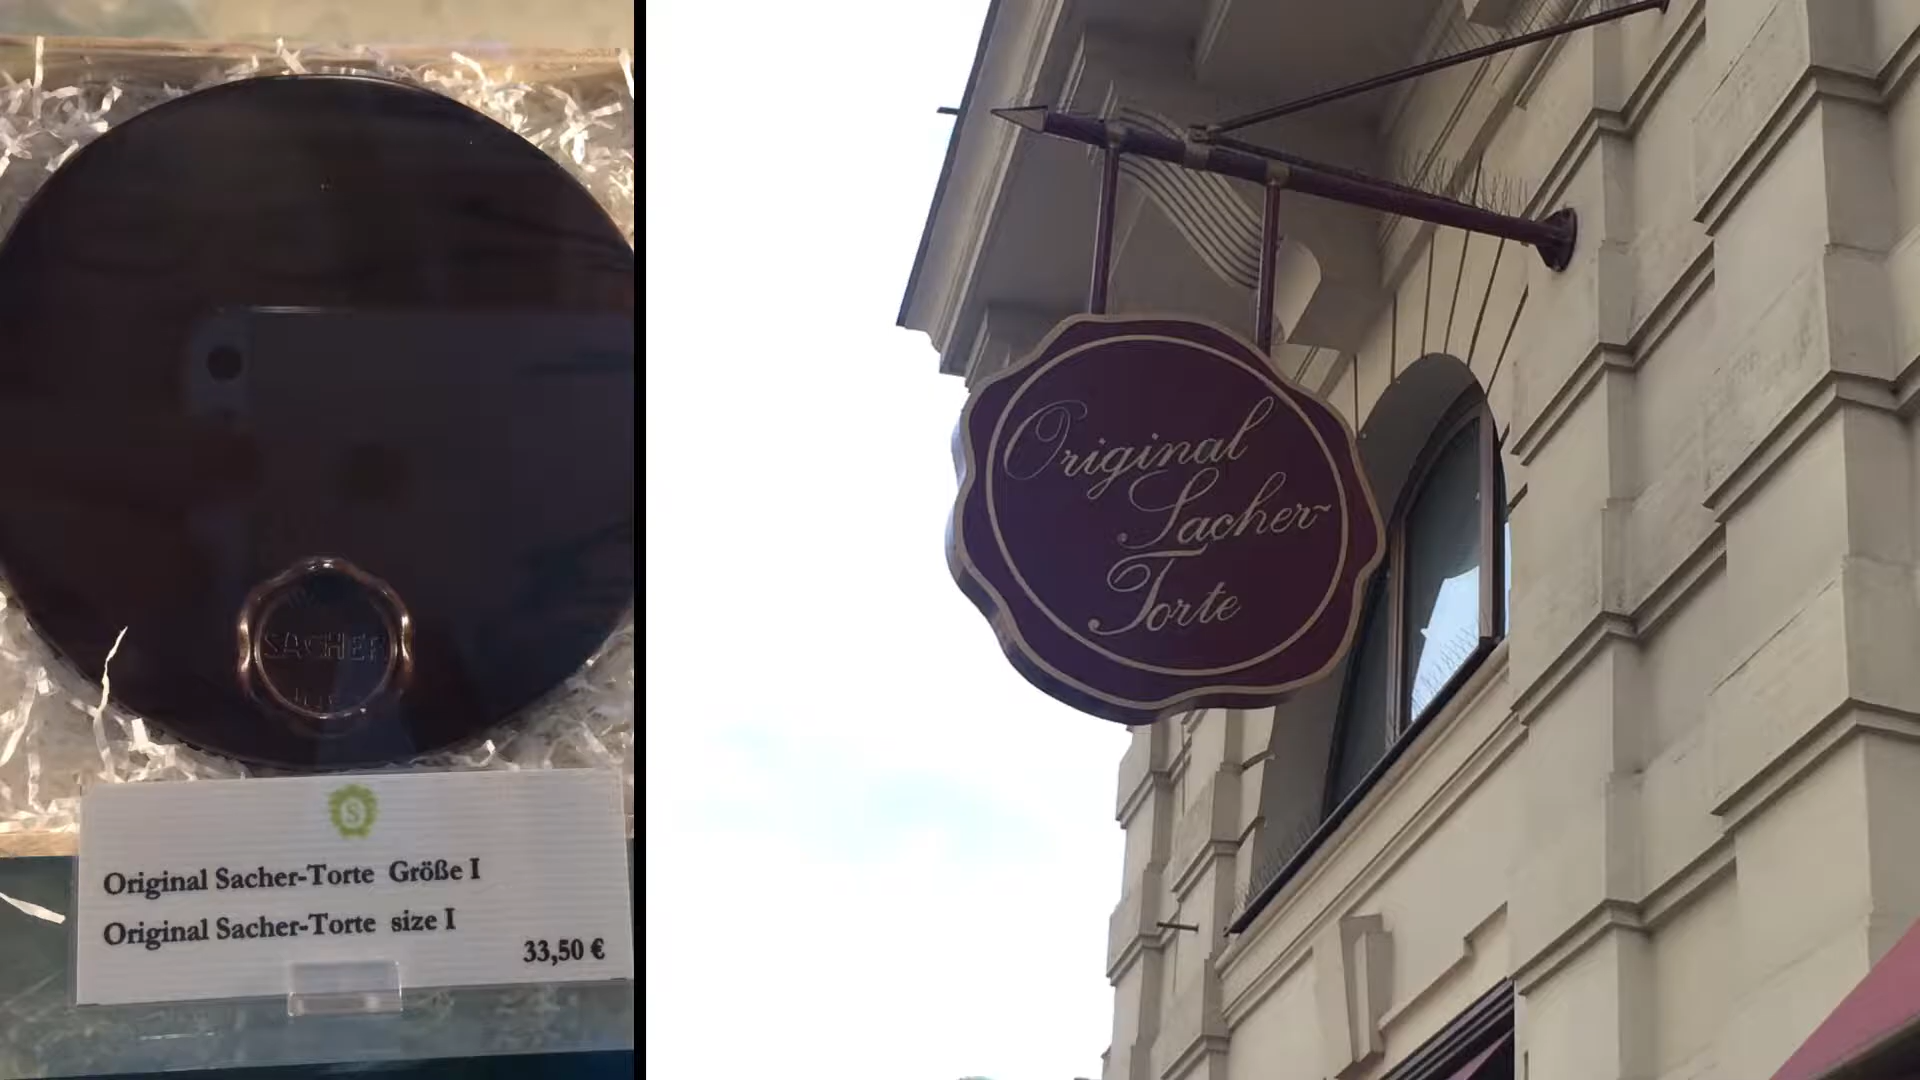 SACHER
S
Original Sacher-Torte Größe I
Original Sacher-Torte size I
33,50 €
Original
Sacher-
Torte